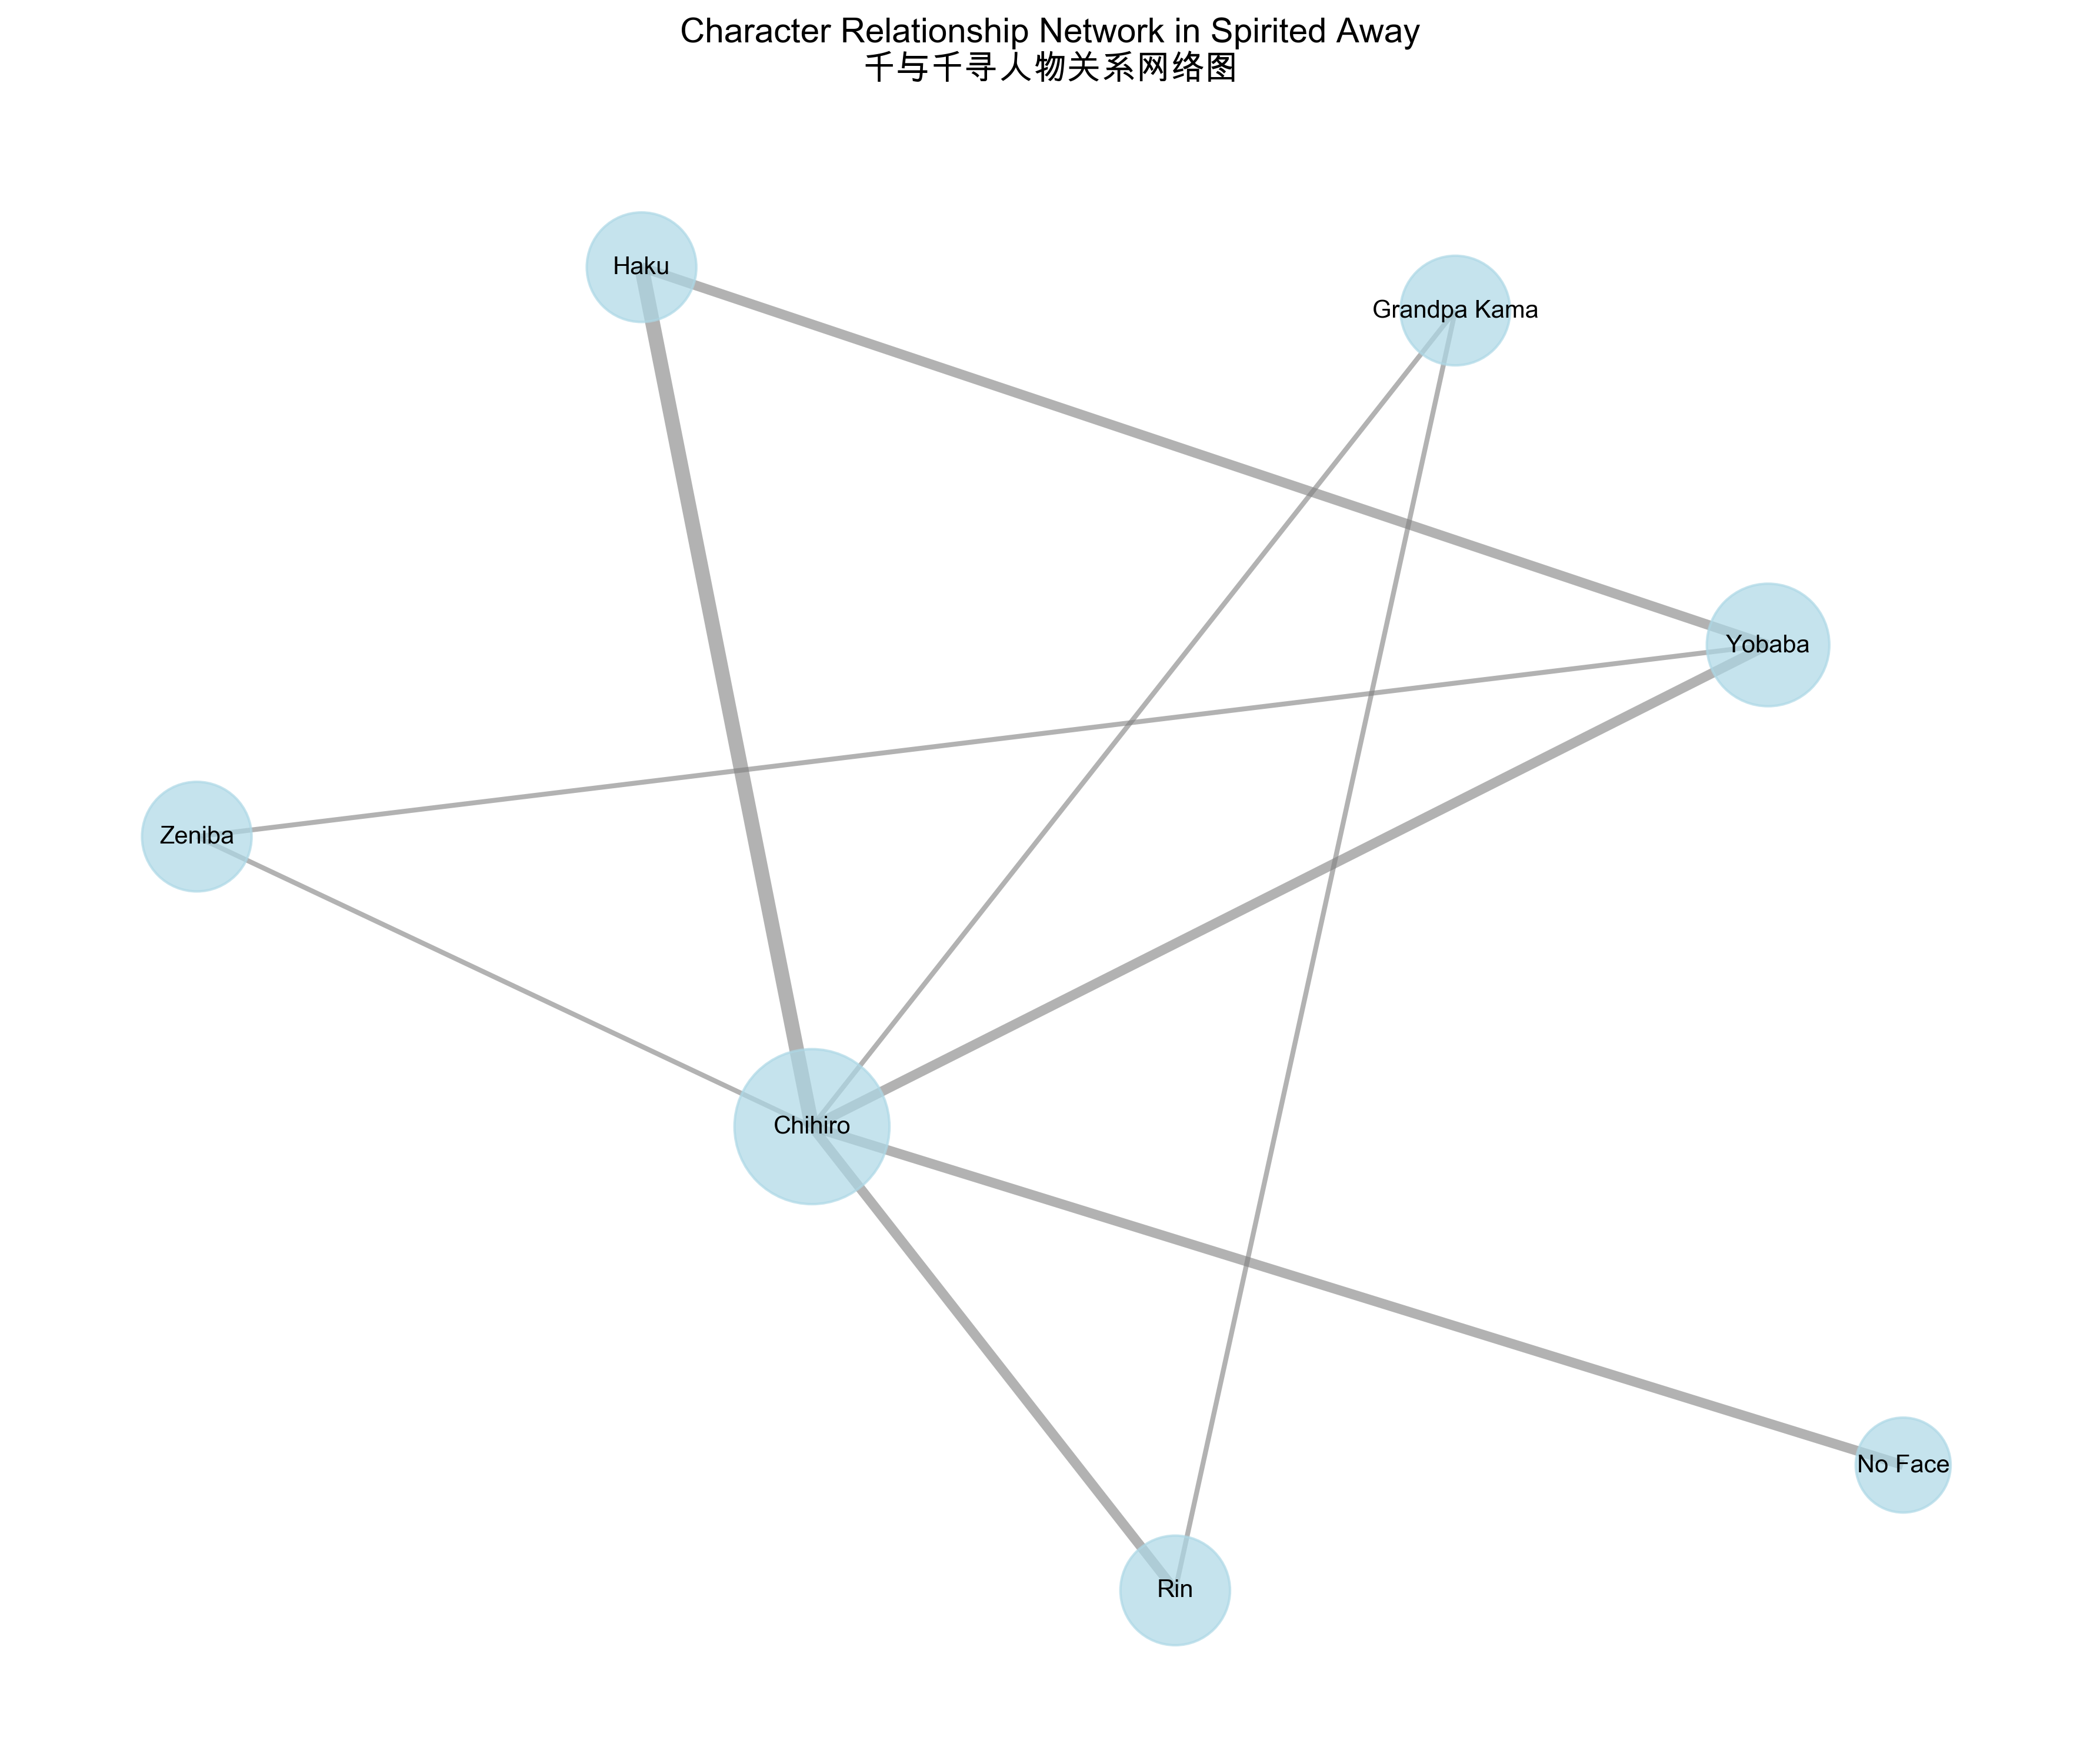 Character Relationship Network in Spirited Away
千与千寻人物关系网络图
Haku
Grandpa Kama
Yobaba
Zeniba
Chihiro
No Face
Rin